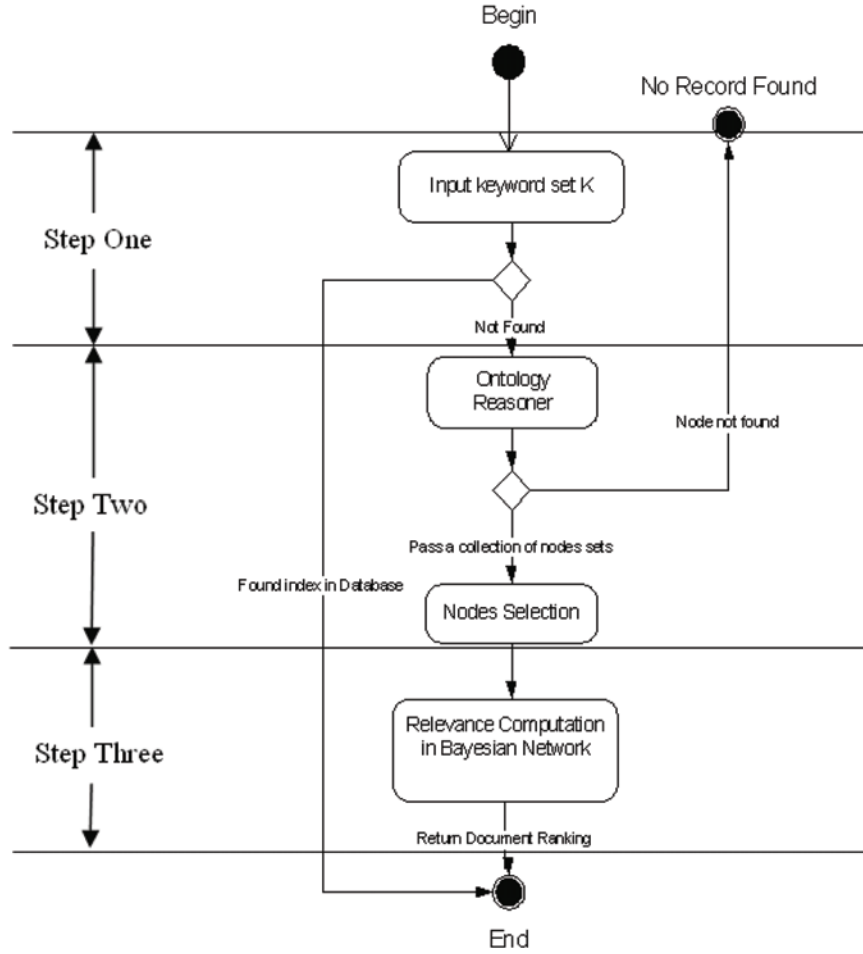 Begin
No Record Found
Input keyword set K
Step One
Not Found
Ontology
Reasoner
Node not found
Step Two
Pass a collection of nodes sets
Found index in Database
Nodes Selection
Relevance Computation
in Bayesian Network
Step Three
Return Document Ranking
End